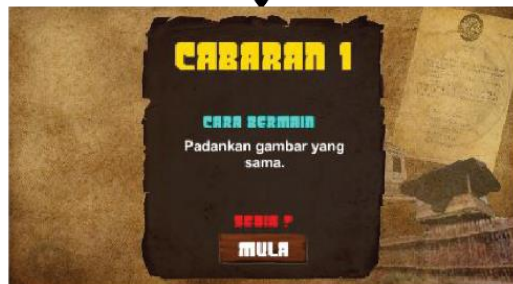 CABARAN 1
CARA BERMAIN
Padankan gambar yang
sama.
SEDIA ?
MULA